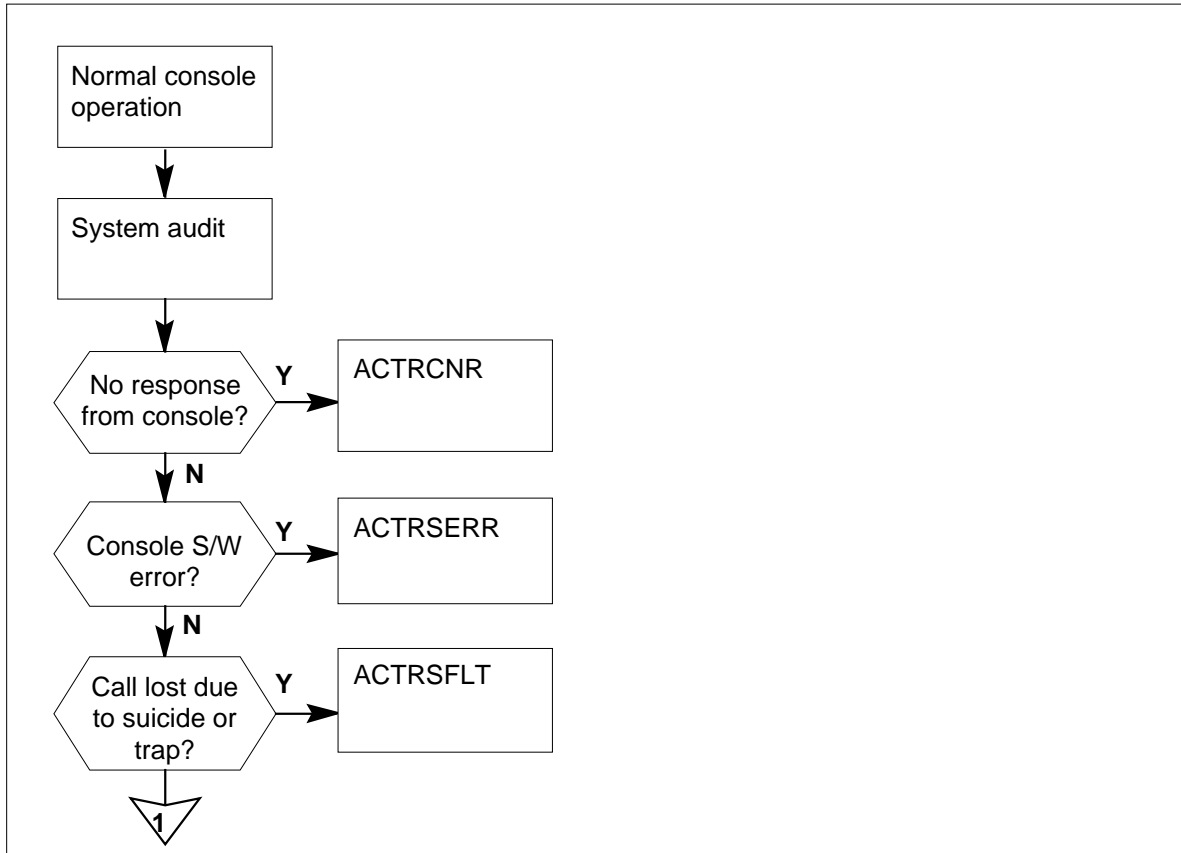 Normal console
operation
System audit
No response
from console?
Y
ACTRCNR
N
Console S/W
error?
Y
ACTRSERR
N
Call lost due
to suicide or
trap?
Y
ACTRSFLT
1